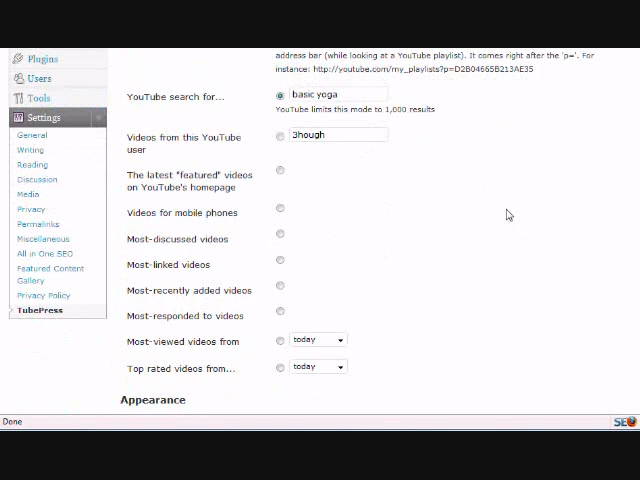 Plugins
Users
Tools
Settings
General
Writing
Reading
Discussion
Media
Privacy
Permalinks
Miscellaneous
All in One SEO
Featured Content
Gallery
Privacy Policy
TubePress
address bar (while looking at a YouTube playlist). It comes right after the 'p='. For
instance: http://youtube.com/my_playlists?p=D2B04665B213AE35
YouTube search for... basic yoga
YouTube limits this mode to 1,000 results
Videos from this YouTube
user
3hough
The latest "featured" videos
on YouTube's homepage
Videos for mobile phones
Most-discussed videos
Most-linked videos
Most-recently added videos
Most-responded to videos
Most-viewed videos from today
Top rated videos from... today
Appearance
Done
SEO